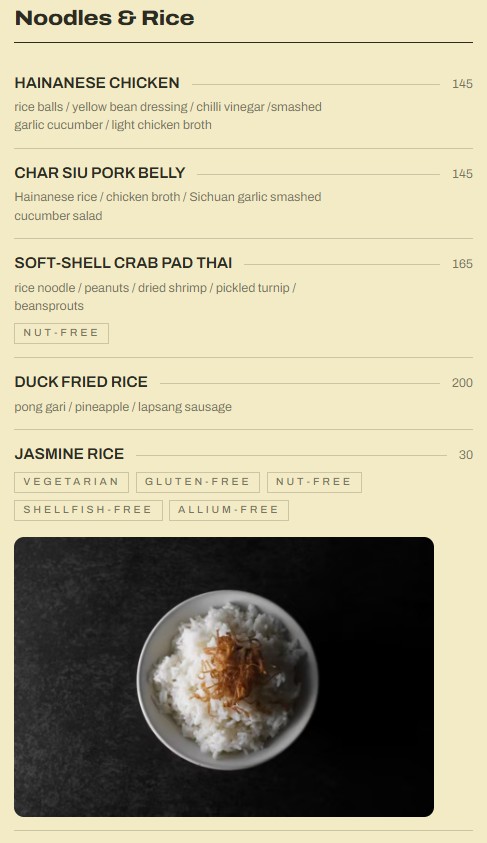 Noodles & Rice
HAINANESE CHICKEN 145
rice balls / yellow bean dressing / chilli vinegar /smashed
garlic cucumber / light chicken broth
CHAR SIU PORK BELLY 145
Hainanese rice / chicken broth / Sichuan garlic smashed
cucumber salad
SOFT-SHELL CRAB PAD THAI 165
rice noodle / peanuts / dried shrimp / pickled turnip /
beansprouts
NUT-FREE
DUCK FRIED RICE 200
pong gari / pineapple / lapsang sausage
JASMINE RICE 30
VEGETARIAN GLUTEN-FREE NUT-FREE
SHELLFISH-FREE ALLIUM-FREE